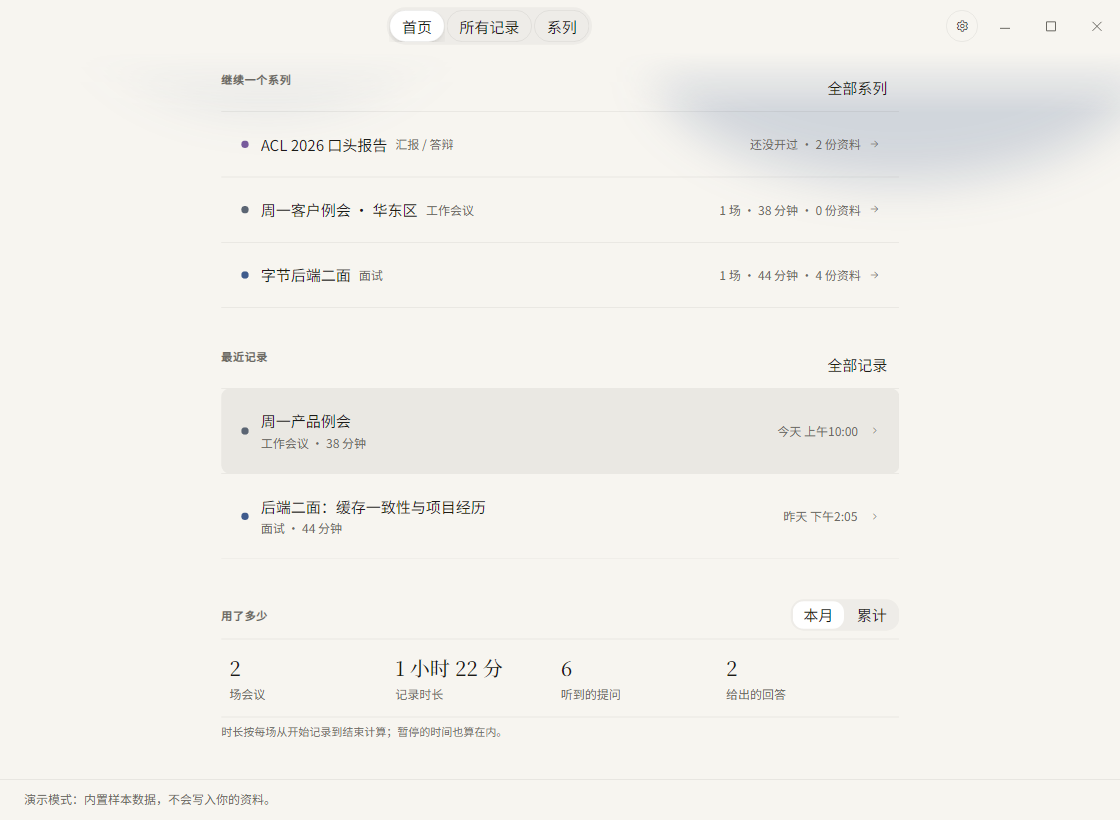 首页 所有记录 系列
继续一个系列
全部系列
ACL 2026 口头报告 汇报 / 答辩 还没开过 · 2 份资料 →
周一客户例会 · 华东区 工作会议 1 场 · 38 分钟 · 0 份资料 →
字节后端二面 面试 1 场 · 44 分钟 · 4 份资料 →
最近记录
全部记录
周一产品例会
工作会议 · 38 分钟
今天 上午10:00
后端二面：缓存一致性与项目经历
面试 · 44 分钟
昨天 下午2:05
用了多少 本月 累计
2 1 小时 22 分 6 2
场会议 记录时长 听到的提问 给出的回答
时长按每场从开始记录到结束计算；暂停的时间也算在内。
演示模式：内置样本数据，不会写入你的资料。